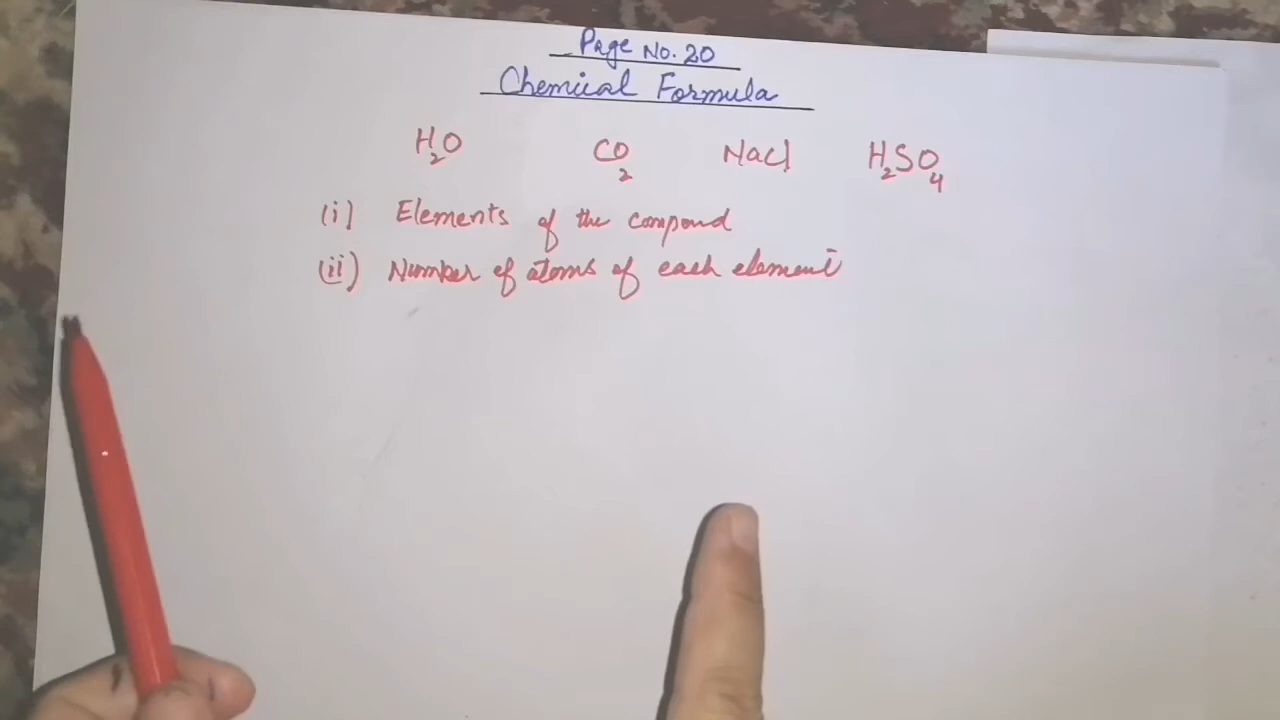 Page No. 20
Chemical Formula
H₂O CO₂ NaCl H₂SO₄
(i) Elements of the compond
(ii) Number of atoms of each element